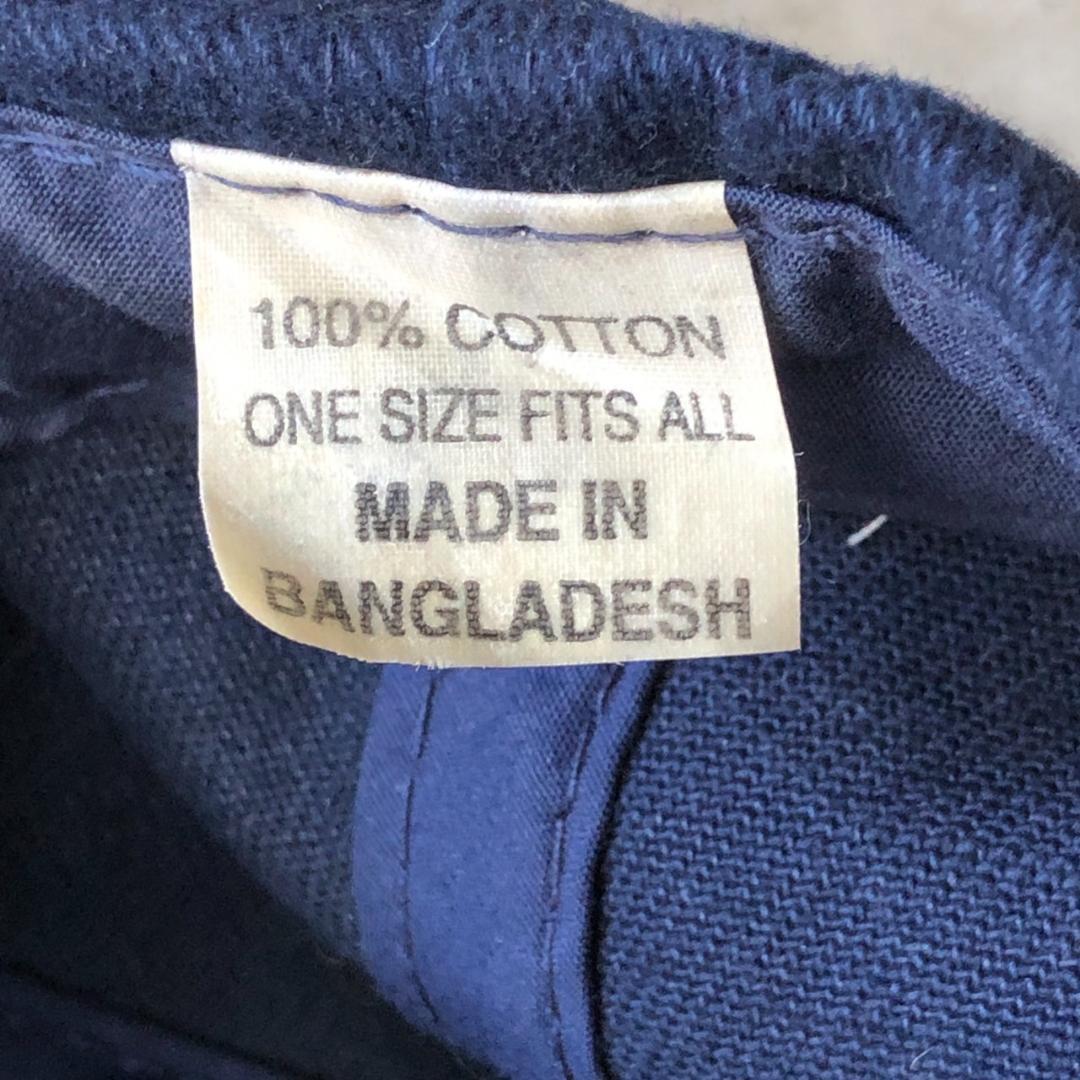 100% COTTON
ONE SIZE FITS ALL
MADE IN
BANGLADESH